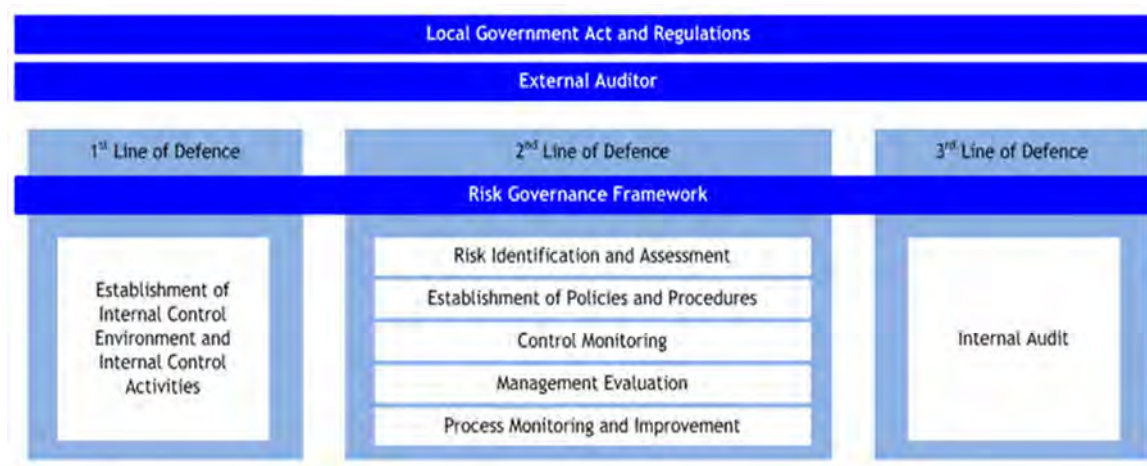 Local Government Act and Regulations
External Auditor
1st Line of Defence
2nd Line of Defence
3rd Line of Defence
Risk Governance Framework
Establishment of
Internal Control
Environment and
Internal Control
Activities
Risk Identification and Assessment
Establishment of Policies and Procedures
Control Monitoring
Management Evaluation
Process Monitoring and Improvement
Internal Audit